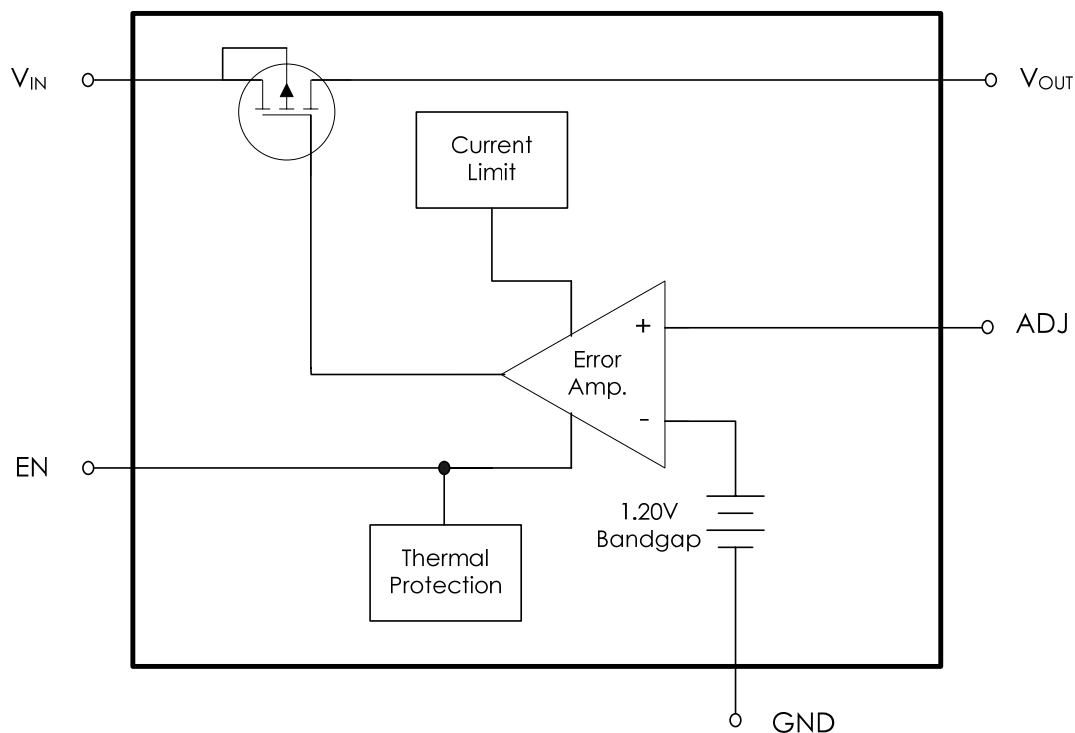 VIN
VOUT
Current
Limit
+
ADJ
Error
Amp.
-
EN
1.20V
Bandgap
Thermal
Protection
GND